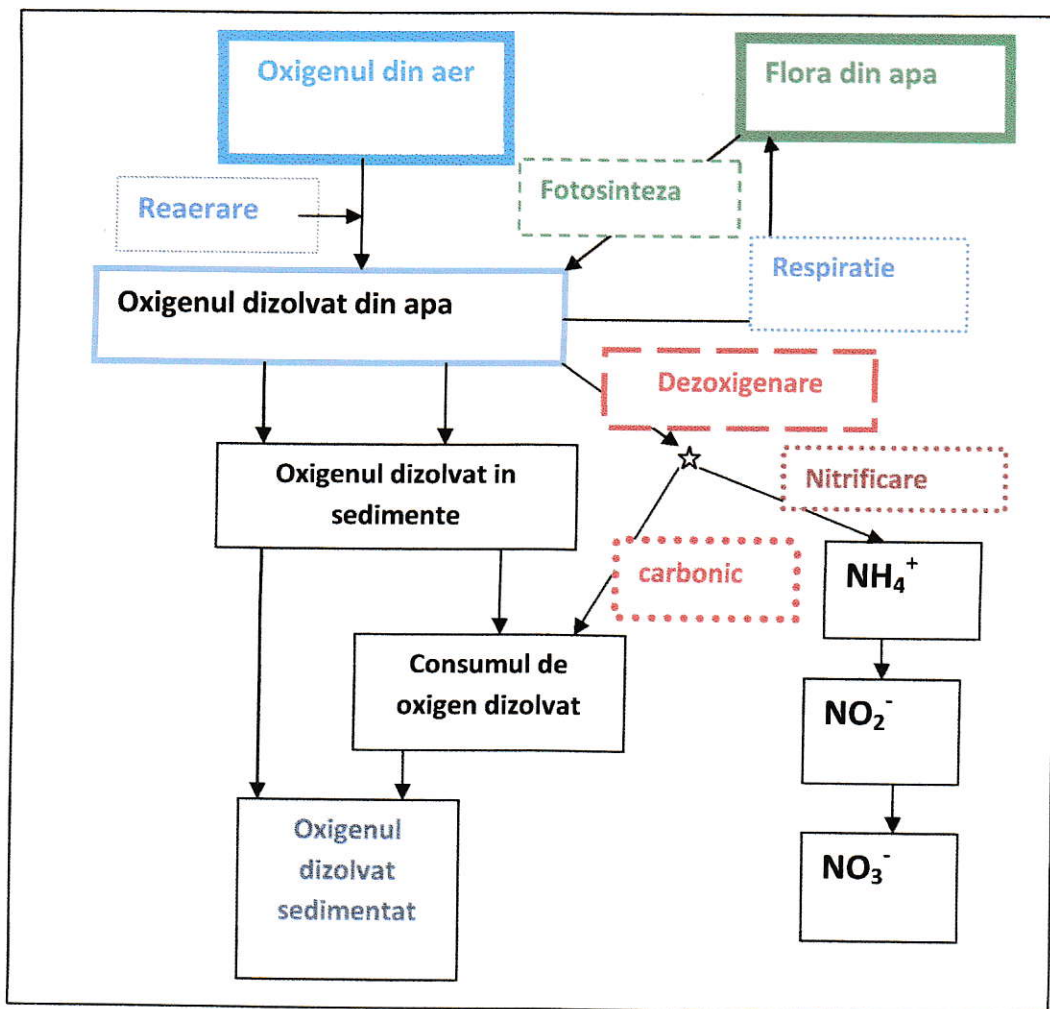 Oxigenul din aer
Flora din apa
Fotosinteza
Reaerare
Respiratie
Oxigenul dizolvat din apa
Dezoxigenare
Oxigenul dizolvat in
sedimente
Nitrificare
carbonic
NH₄⁺
Consumul de
oxigen dizolvat
NO₂⁻
Oxigenul
dizolvat
sedimentat
NO₃⁻